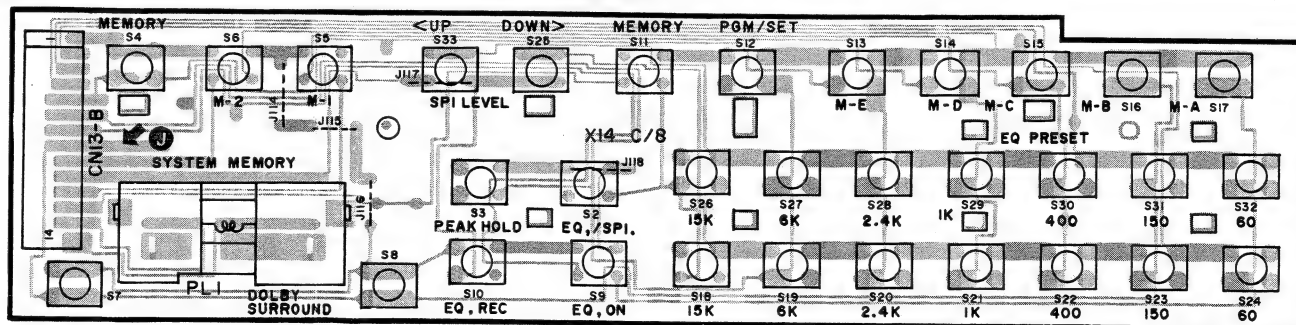 MEMORY <UP DOWN> MEMORY PGM/SET
S4 S6 S5 S33 S25 S11 S12 S13 S14 S15
1 J117
M-2 M-1 SPI LEVEL M-E M-D M-C M-B S16 M-A S17
J114 J115
CN13-B J X14 C/8 EQ PRESET
SYSTEM MEMORY J118
J116
S3 S2 S26 S27 S28 S29 S30 S31 S32
PEAK HOLD EQ,/SPI. 15K 6K 2.4K 1K 400 150 60
14
S7 PL1 S8
DOLBY SURROUND
S10 S9 S18 S19 S20 S21 S22 S23 S24
EQ, REC EQ, ON 15K 6K 2.4K 1K 400 150 60